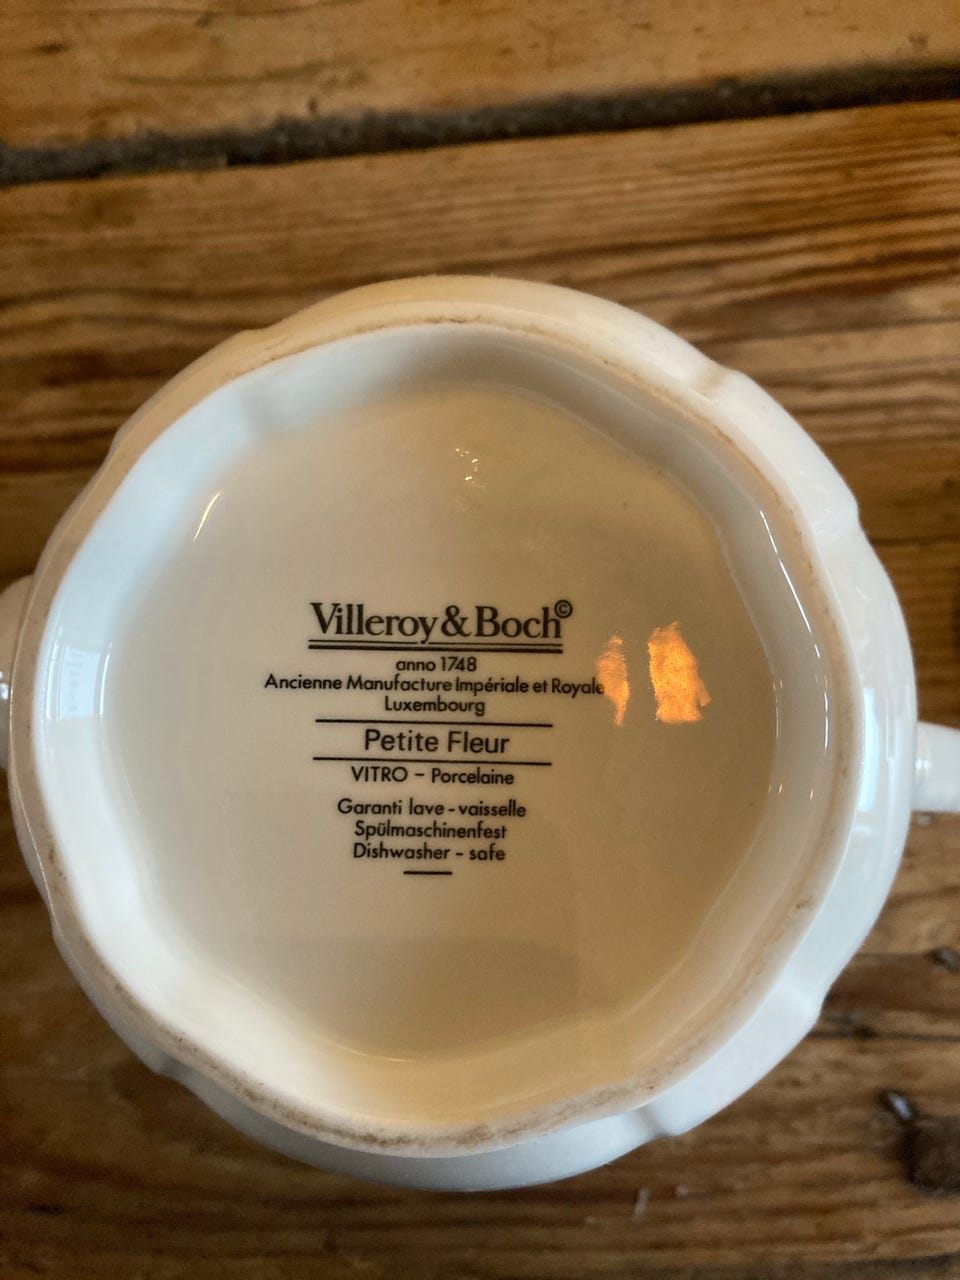 Villeroy & Boch©
anno 1748
Ancienne Manufacture Impériale et Royale
Luxembourg
Petite Fleur
VITRO – Porcelaine
Garanti lave - vaisselle
Spülmaschinenfest
Dishwasher - safe